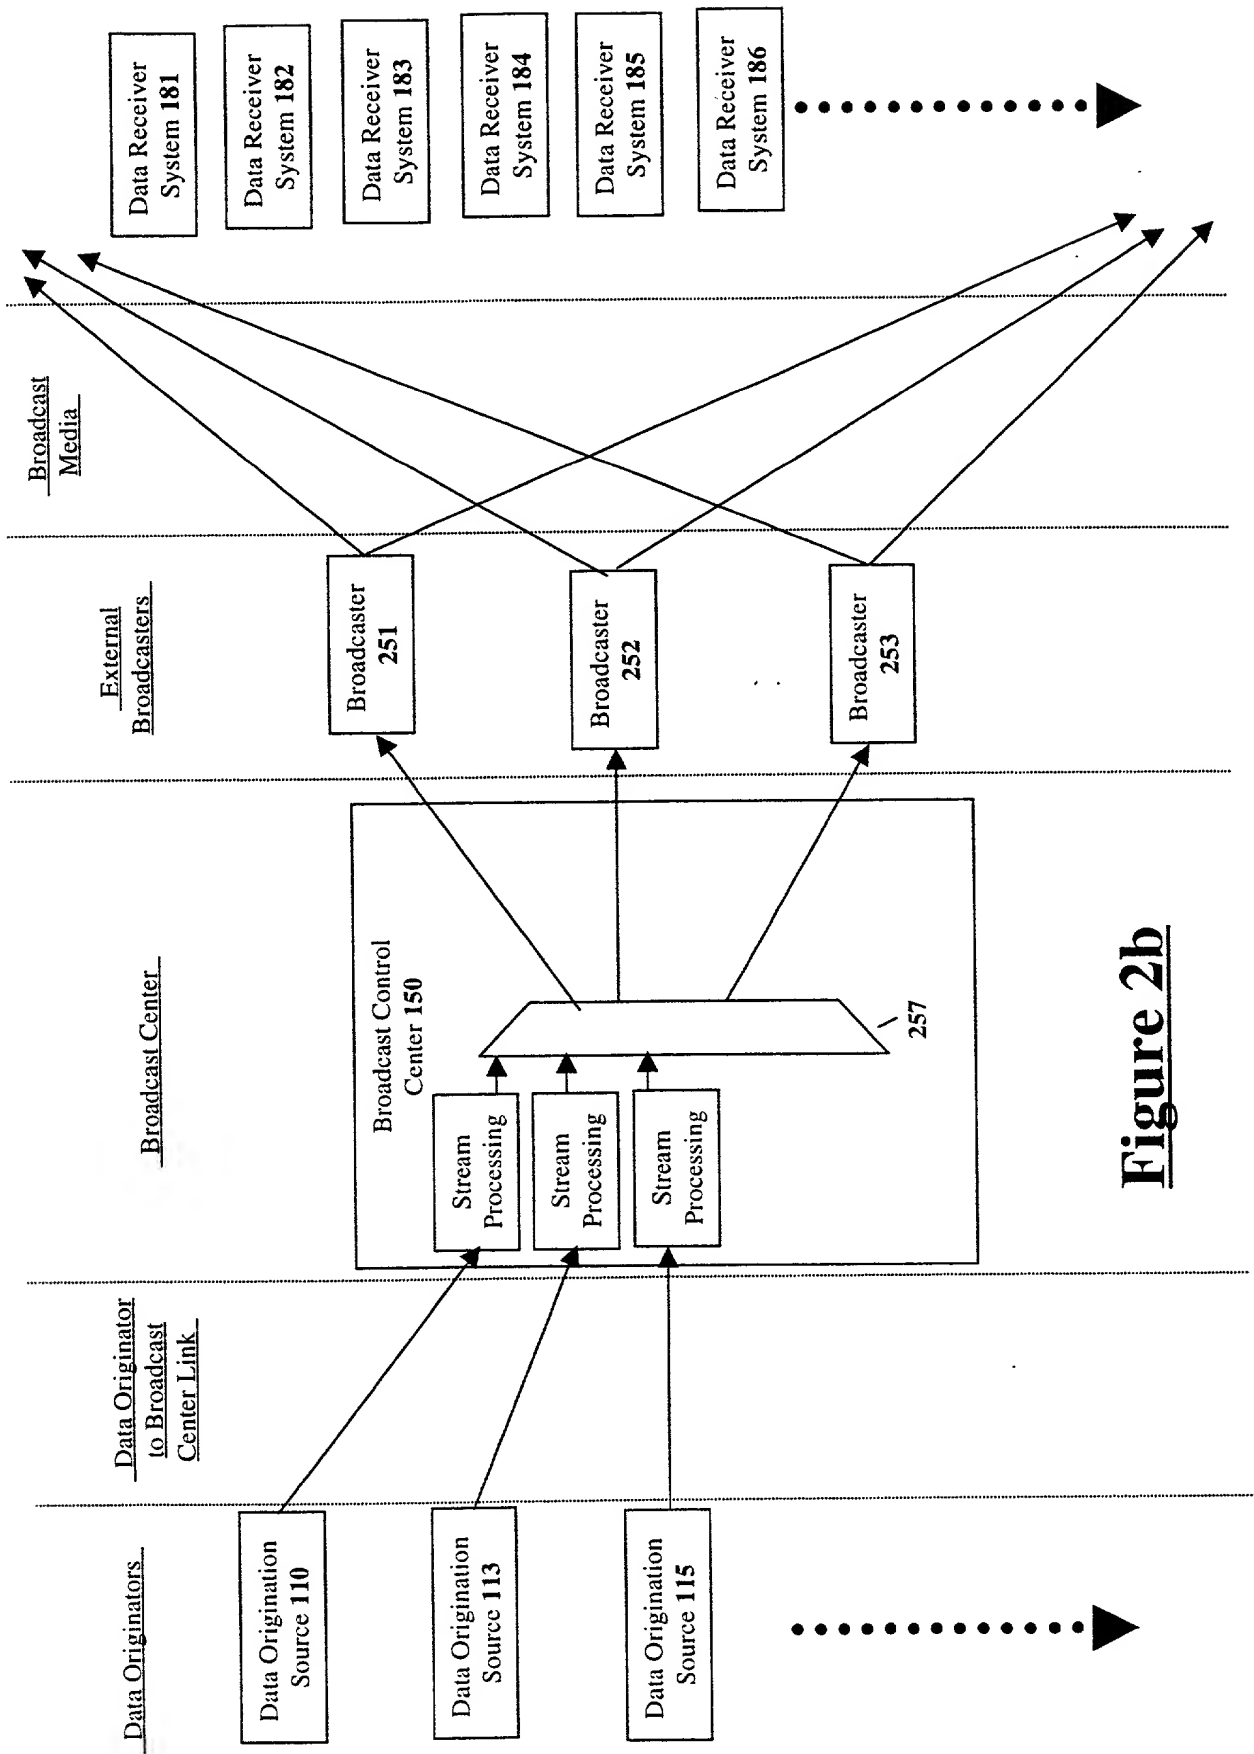 Data Originators
Data Originator
to Broadcast
Center Link
Broadcast Center
External
Broadcasters
Broadcast
Media
Data Origination
Source 110
Data Origination
Source 113
Data Origination
Source 115
Broadcast Control
Center 150
Stream
Processing
Stream
Processing
Stream
Processing
257
Broadcaster
251
Broadcaster
252
Broadcaster
253
Data Receiver
System 181
Data Receiver
System 182
Data Receiver
System 183
Data Receiver
System 184
Data Receiver
System 185
Data Receiver
System 186
Figure 2b